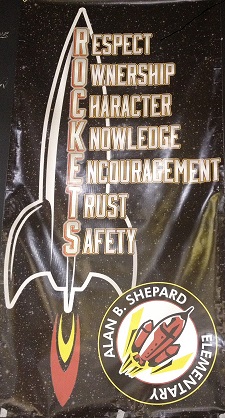 RESPECT
OWNERSHIP
CHARACTER
KNOWLEDGE
ENCOURAGEMENT
TRUST
SAFETY
ALAN B. SHEPARD
ELEMENTARY